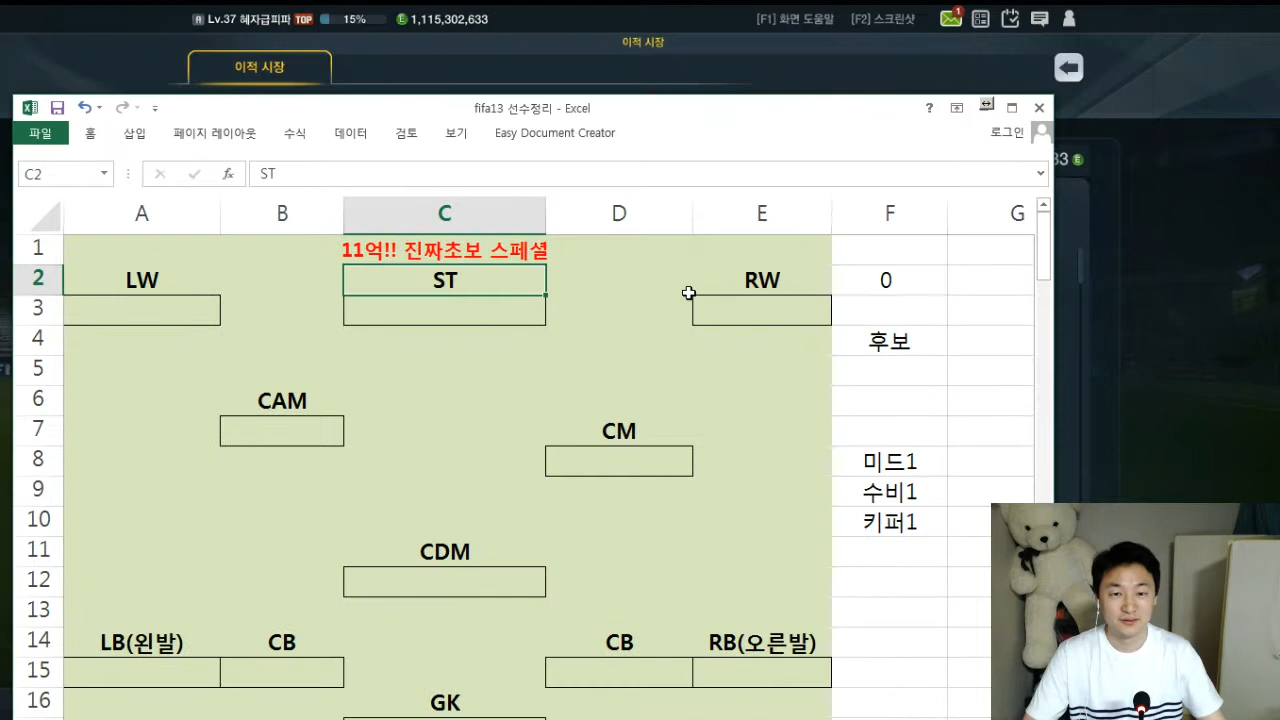 A Lv.37 혜자급피파 TOP 15% E 1,115,302,633 [F1] 화면 도움말 [F2] 스크린샷 1
이적 시장
이적 시장
fifa13 선수정리 - Excel
?
파일 홈 삽입 페이지 레이아웃 수식 데이터 검토 보기 Easy Document Creator 로그인
33 E
C2 fx ST
A B C D E F G
1 11억!! 진짜초보 스페셜
2 LW ST RW 0
3
4 후보
5
6 CAM
7 CM
8 미드1
9 수비1
10 키퍼1
11 CDM
12
13
14 LB(왼발) CB CB RB(오른발)
15
16 GK